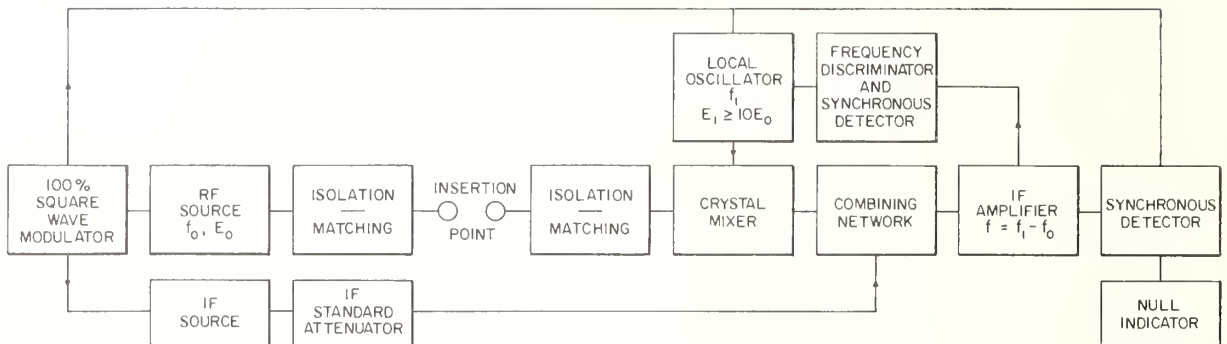 LOCAL
OSCILLATOR
f₁
E₁ ≥ 10E₀
FREQUENCY
DISCRIMINATOR
AND
SYNCHRONOUS
DETECTOR
100%
SQUARE
WAVE
MODULATOR
RF
SOURCE
f₀, E₀
ISOLATION
—
MATCHING
INSERTION
POINT
ISOLATION
—
MATCHING
CRYSTAL
MIXER
COMBINING
NETWORK
IF
AMPLIFIER
f = f₁ - f₀
SYNCHRONOUS
DETECTOR
IF
SOURCE
IF
STANDARD
ATTENUATOR
NULL
INDICATOR